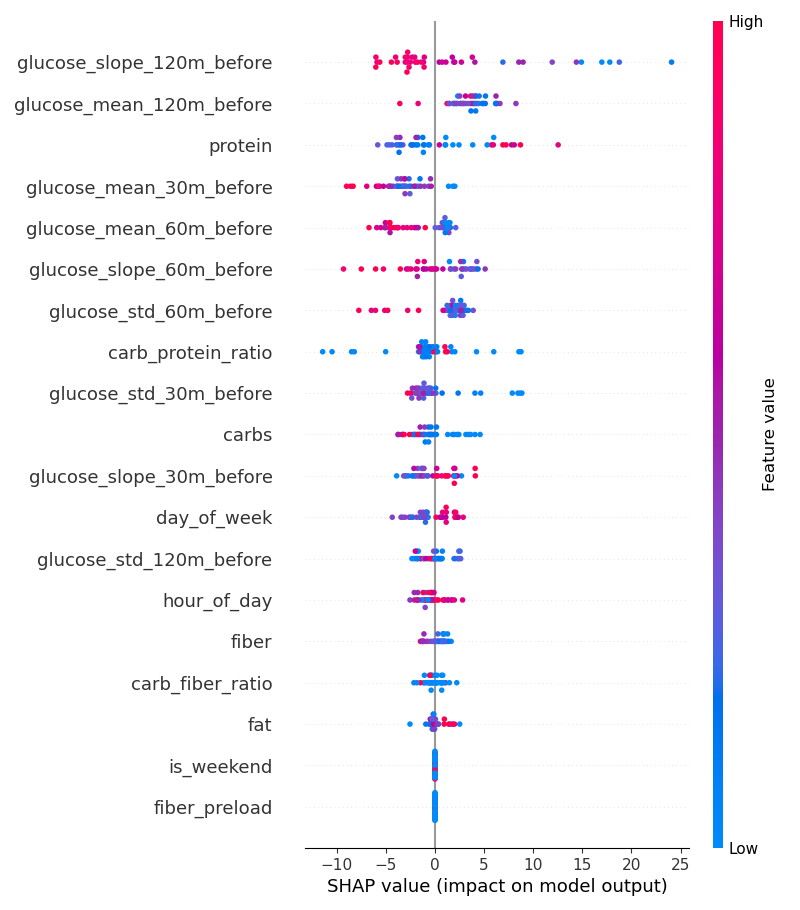 High
glucose_slope_120m_before
glucose_mean_120m_before
protein
glucose_mean_30m_before
glucose_mean_60m_before
glucose_slope_60m_before
glucose_std_60m_before
carb_protein_ratio
glucose_std_30m_before
carbs
glucose_slope_30m_before
day_of_week
glucose_std_120m_before
hour_of_day
fiber
carb_fiber_ratio
fat
is_weekend
fiber_preload
Feature value
Low
−10 −5 0 5 10 15 20 25
SHAP value (impact on model output)